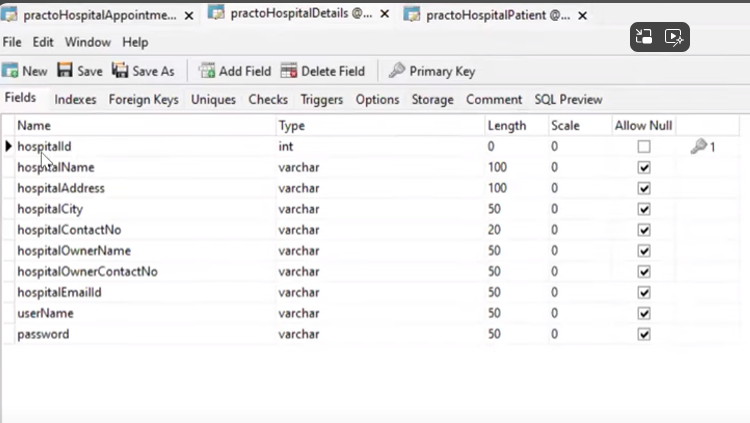 practoHospitalAppointme... practoHospitalDetails @... practoHospitalPatient @...
File Edit Window Help
New Save Save As Add Field Delete Field Primary Key
Fields Indexes Foreign Keys Uniques Checks Triggers Options Storage Comment SQL Preview
Name Type Length Scale Allow Null
hospitalId int 0 0 1
hospitalName varchar 100 0
hospitalAddress varchar 100 0
hospitalCity varchar 50 0
hospitalContactNo varchar 20 0
hospitalOwnerName varchar 50 0
hospitalOwnerContactNo varchar 50 0
hospitalEmailId varchar 50 0
userName varchar 50 0
password varchar 50 0